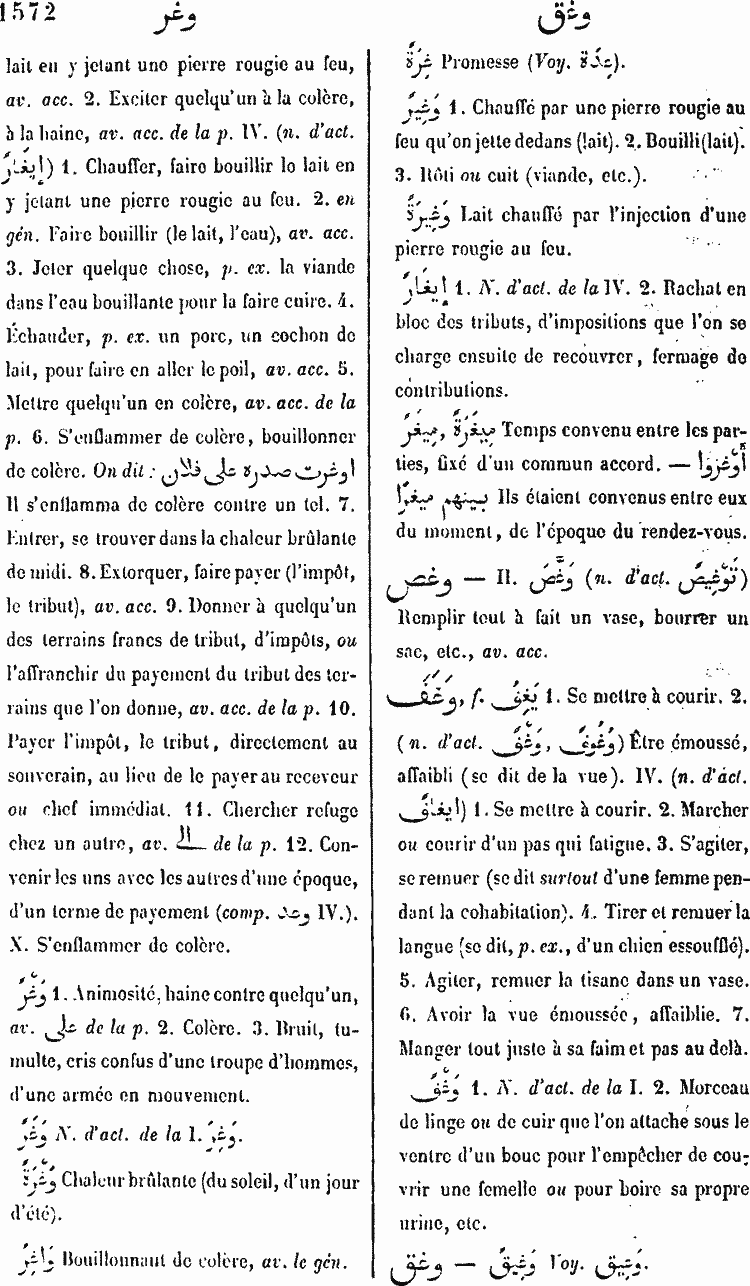 1572 وغر وغق
lait en y jetant une pierre rougie au feu,
av. acc. 2. Exciter quelqu'un à la colère,
à la haine, av. acc. de la p. IV. (n. d'act.
إِيغَارٌ) 1. Chauffer, faire bouillir le lait en
y jetant une pierre rougie au feu. 2. en
gén. Faire bouillir (le lait, l'eau), av. acc.
3. Jeter quelque chose, p. ex. la viande
dans l'eau bouillante pour la faire cuire. 4.
Échauder, p. ex. un porc, un cochon de
lait, pour faire en aller le poil, av. acc. 5.
Mettre quelqu'un en colère, av. acc. de la
p. 6. S'enflammer de colère, bouillonner
de colère. On dit : اوغرت صدره على فلان
Il s'enflamma de colère contre un tel. 7.
Entrer, se trouver dans la chaleur brûlante
de midi. 8. Extorquer, faire payer (l'impôt,
le tribut), av. acc. 9. Donner à quelqu'un
des terrains francs de tribut, d'impôts, ou
l'affranchir du payement du tribut des ter-
rains que l'on donne, av. acc. de la p. 10.
Payer l'impôt, le tribut, directement au
souverain, au lieu de le payer au receveur
ou chef immédiat. 11. Chercher refuge
chez un autre, av. الى de la p. 12. Con-
venir les uns avec les autres d'une époque,
d'un terme de payement (comp. وعد IV.).
X. S'enflammer de colère.
وَغْرٌ 1. Animosité, haine contre quelqu'un,
av. على de la p. 2. Colère. 3. Bruit, tu-
multe, cris confus d'une troupe d'hommes,
d'une armée en mouvement.
وَغَرٌ N. d'act. de la I. وَغِرَ.
وَغْرَةٌ Chaleur brûlante (du soleil, d'un jour
d'été).
وَاغِرٌ Bouillonnant de colère, av. le gén.
غِرَةٌ Promesse (Voy. عِدَةٌ).
وَغِيرٌ 1. Chauffé par une pierre rougie au
feu qu'on jette dedans (lait). 2. Bouilli (lait).
3. Rôti ou cuit (viande, etc.).
وَغِيرَةٌ Lait chauffé par l'injection d'une
pierre rougie au feu.
إِيغَارٌ 1. N. d'act. de la IV. 2. Rachat en
bloc des tributs, d'impositions que l'on se
charge ensuite de recouvrer, fermage de
contributions.
مِيغَرٌ, مِيغَرَةٌ Temps convenu entre les par-
ties, fixé d'un commun accord. — أَوْغَرُوا
بينهم ميغرًا Ils étaient convenus entre eux
du moment, de l'époque du rendez-vous.
وغص — II. وَغَّصَ (n. d'act. تَوْغِيصٌ)
Remplir tout à fait un vase, bourrer un
sac, etc., av. acc.
وَغَفَ, f. يَغِفُ 1. Se mettre à courir. 2.
(n. d'act. وَغْفٌ, وُغُوفٌ) Être émoussé,
affaibli (se dit de la vue). IV. (n. d'act.
إيغاف) 1. Se mettre à courir. 2. Marcher
ou courir d'un pas qui fatigue. 3. S'agiter,
se remuer (se dit surtout d'une femme pen-
dant la cohabitation). 4. Tirer et remuer la
langue (se dit, p. ex., d'un chien essoufflé).
5. Agiter, remuer la tisane dans un vase.
6. Avoir la vue émoussée, affaiblie. 7.
Manger tout juste à sa faim et pas au delà.
وَغْفٌ 1. N. d'act. de la I. 2. Morceau
de linge ou de cuir que l'on attache sous le
ventre d'un bouc pour l'empêcher de cou-
vrir une femelle ou pour boire sa propre
urine, etc.
وغق — وَغِيقٌ Voy. وَعِيق.